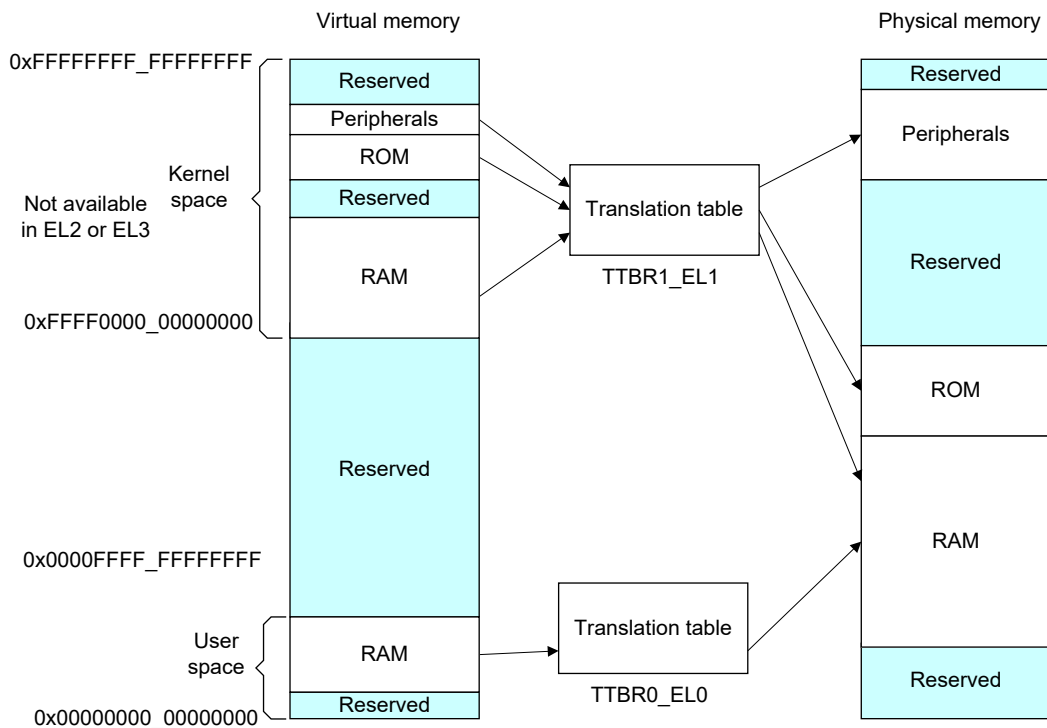 Virtual memory
Physical memory
0xFFFFFFFF_FFFFFFFF
Reserved
Reserved
Peripherals
Peripherals
ROM
Kernel
space
Translation table
Reserved
Not available
in EL2 or EL3
RAM
Reserved
TTBR1_EL1
0xFFFF0000_00000000
ROM
Reserved
RAM
0x0000FFFF_FFFFFFFF
Translation table
User
space
RAM
Reserved
TTBR0_EL0
Reserved
0x00000000_00000000